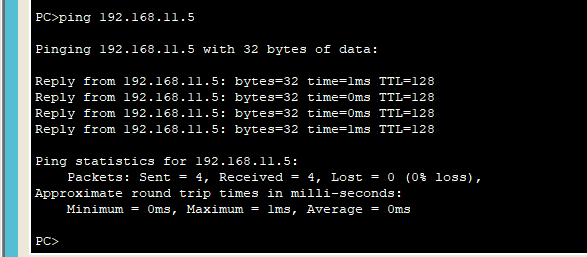 PC>ping 192.168.11.5
Pinging 192.168.11.5 with 32 bytes of data:
Reply from 192.168.11.5: bytes=32 time=1ms TTL=128
Reply from 192.168.11.5: bytes=32 time=0ms TTL=128
Reply from 192.168.11.5: bytes=32 time=0ms TTL=128
Reply from 192.168.11.5: bytes=32 time=1ms TTL=128
Ping statistics for 192.168.11.5:
Packets: Sent = 4, Received = 4, Lost = 0 (0% loss),
Approximate round trip times in milli-seconds:
Minimum = 0ms, Maximum = 1ms, Average = 0ms
PC>